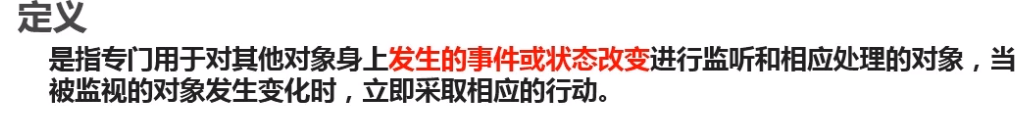 定义
是指专门用于对其他对象身上发生的事件或状态改变进行监听和相应处理的对象，当
被监视的对象发生变化时，立即采取相应的行动。